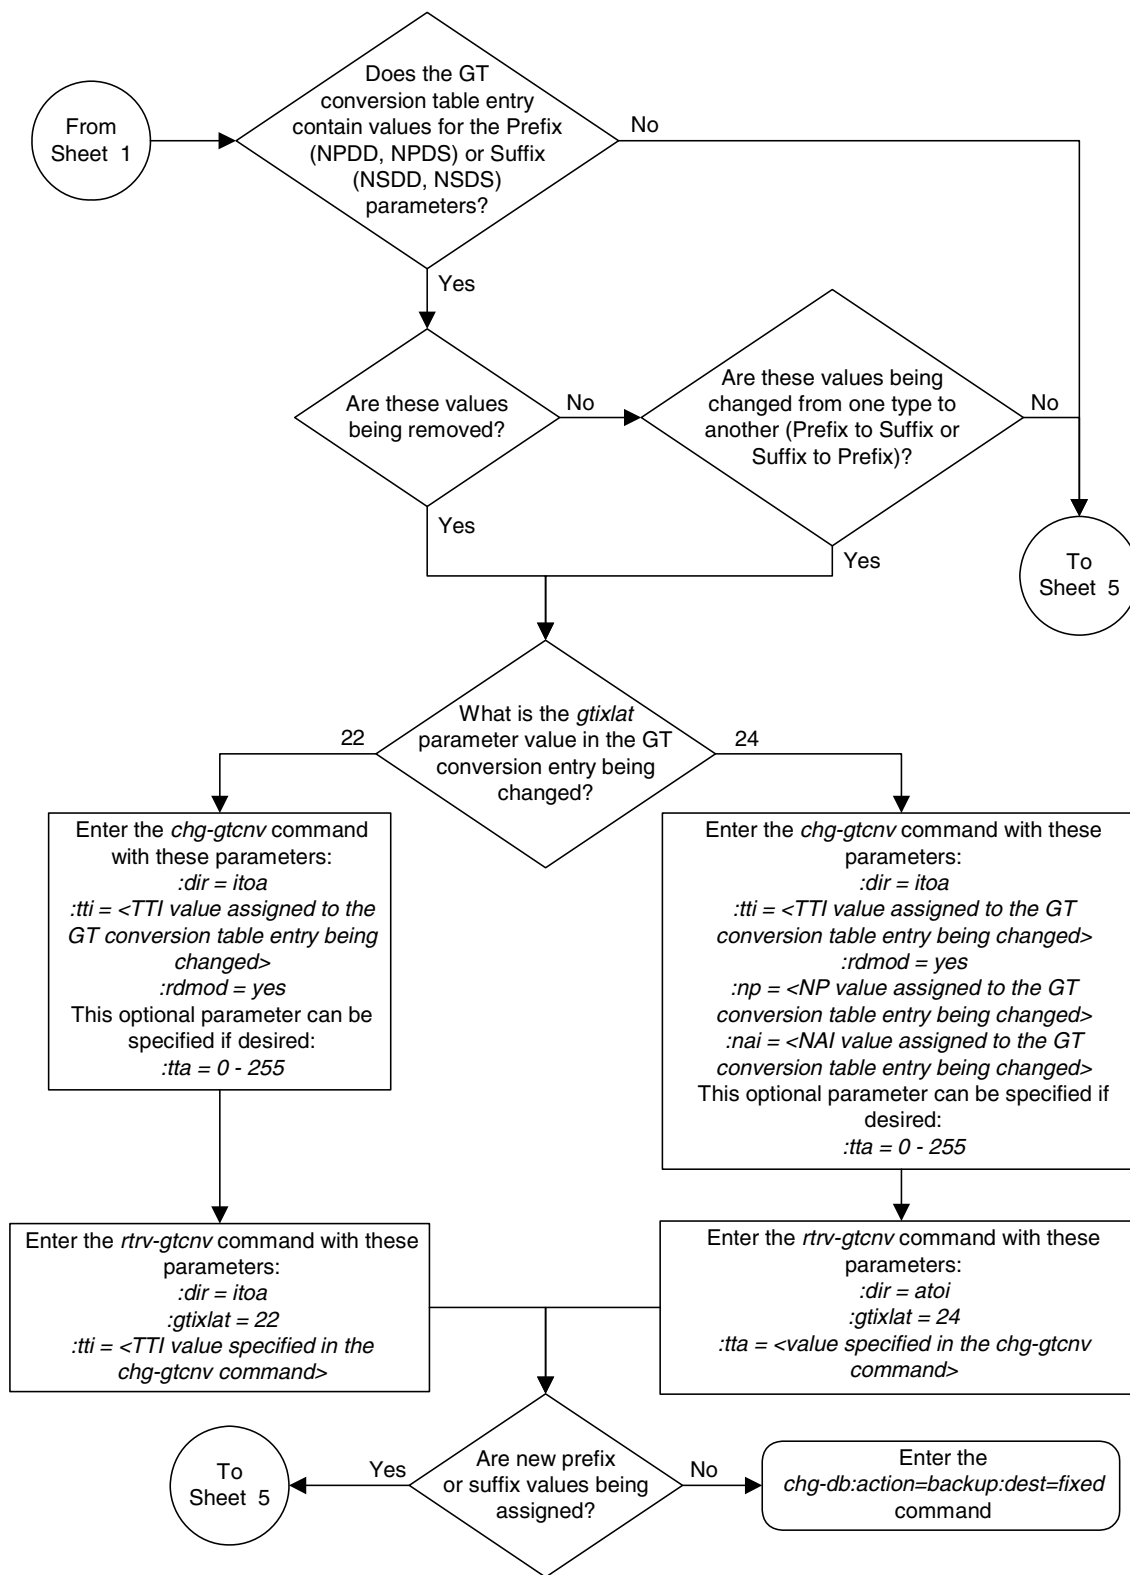 Does the GT
conversion table entry
contain values for the Prefix
(NPDD, NPDS) or Suffix
(NSDD, NSDS)
parameters?
From
Sheet 1
No
Yes
Are these values
being removed?
No
Are these values being
changed from one type to
another (Prefix to Suffix or
Suffix to Prefix)?
No
Yes
Yes
To
Sheet 5
What is the gtixlat
parameter value in the GT
conversion entry being
changed?
22
24
Enter the chg-gtcnv command
with these parameters:
:dir = itoa
:tti = <TTI value assigned to the
GT conversion table entry being
changed>
:rdmod = yes
This optional parameter can be
specified if desired:
:tta = 0 - 255
Enter the chg-gtcnv command with these
parameters:
:dir = itoa
:tti = <TTI value assigned to the GT
conversion table entry being changed>
:rdmod = yes
:np = <NP value assigned to the GT
conversion table entry being changed>
:nai = <NAI value assigned to the GT
conversion table entry being changed>
This optional parameter can be specified if
desired:
:tta = 0 - 255
Enter the rtrv-gtcnv command with these
parameters:
:dir = itoa
:gtixlat = 22
:tti = <TTI value specified in the
chg-gtcnv command>
Enter the rtrv-gtcnv command with these
parameters:
:dir = atoi
:gtixlat = 24
:tta = <value specified in the chg-gtcnv
command>
To
Sheet 5
Yes
Are new prefix
or suffix values being
assigned?
No
Enter the
chg-db:action=backup:dest=fixed
command